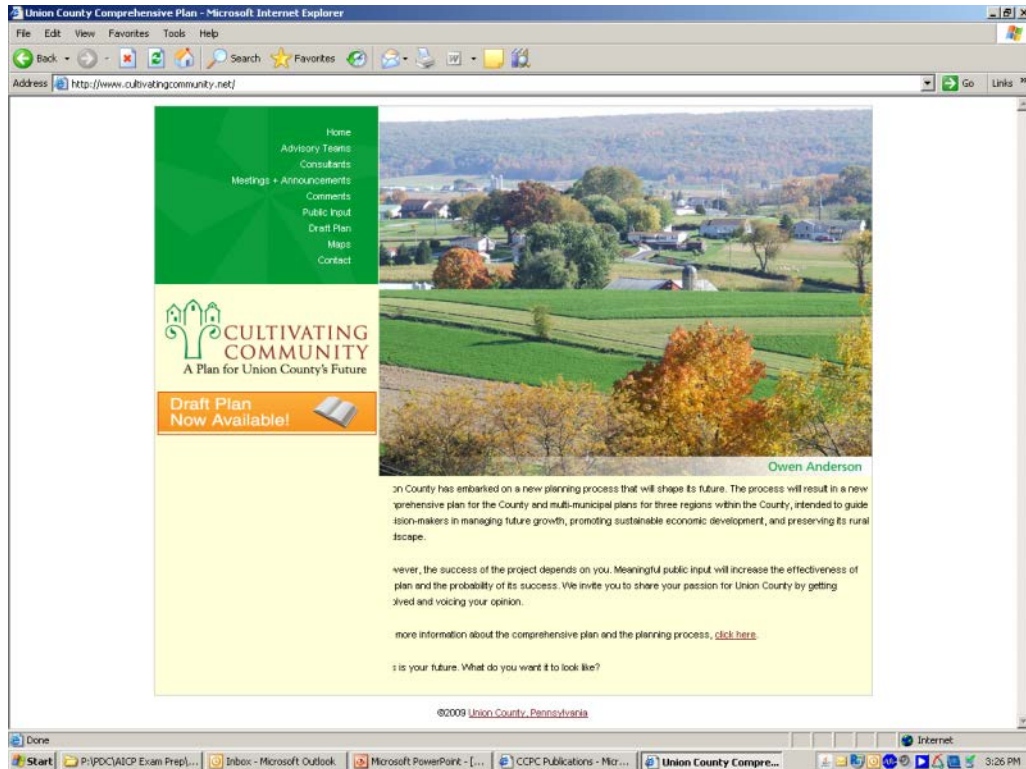 Union County Comprehensive Plan - Microsoft Internet Explorer
File Edit View Favorites Tools Help
Back Search Favorites
Address http://www.cultivatingcommunity.net/ Go Links »
Home
Advisory Teams
Consultants
Meetings + Announcements
Comments
Public Input
Draft Plan
Maps
Contact
CULTIVATING
COMMUNITY
A Plan for Union County's Future
Draft Plan
Now Available!
Owen Anderson
on County has embarked on a new planning process that will shape its future. The process will result in a new
prehensive plan for the County and multi-municipal plans for three regions within the County, intended to guide
ision-makers in managing future growth, promoting sustainable economic development, and preserving its rural
dscape.
wever, the success of the project depends on you. Meaningful public input will increase the effectiveness of
plan and the probability of its success. We invite you to share your passion for Union County by getting
olved and voicing your opinion.
more information about the comprehensive plan and the planning process, click here.
s is your future. What do you want it to look like?
©2009 Union County, Pennsylvania
Done Internet
Start P:\PDC\AICP Exam Prep\... Inbox - Microsoft Outlook Microsoft PowerPoint - [... CCPC Publications - Micr... Union County Compre... 3:26 PM